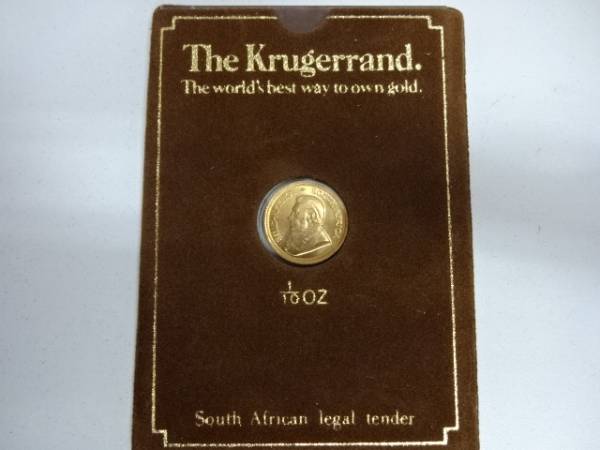 The Krugerrand.
The world's best way to own gold.
1/10 OZ
South African legal tender